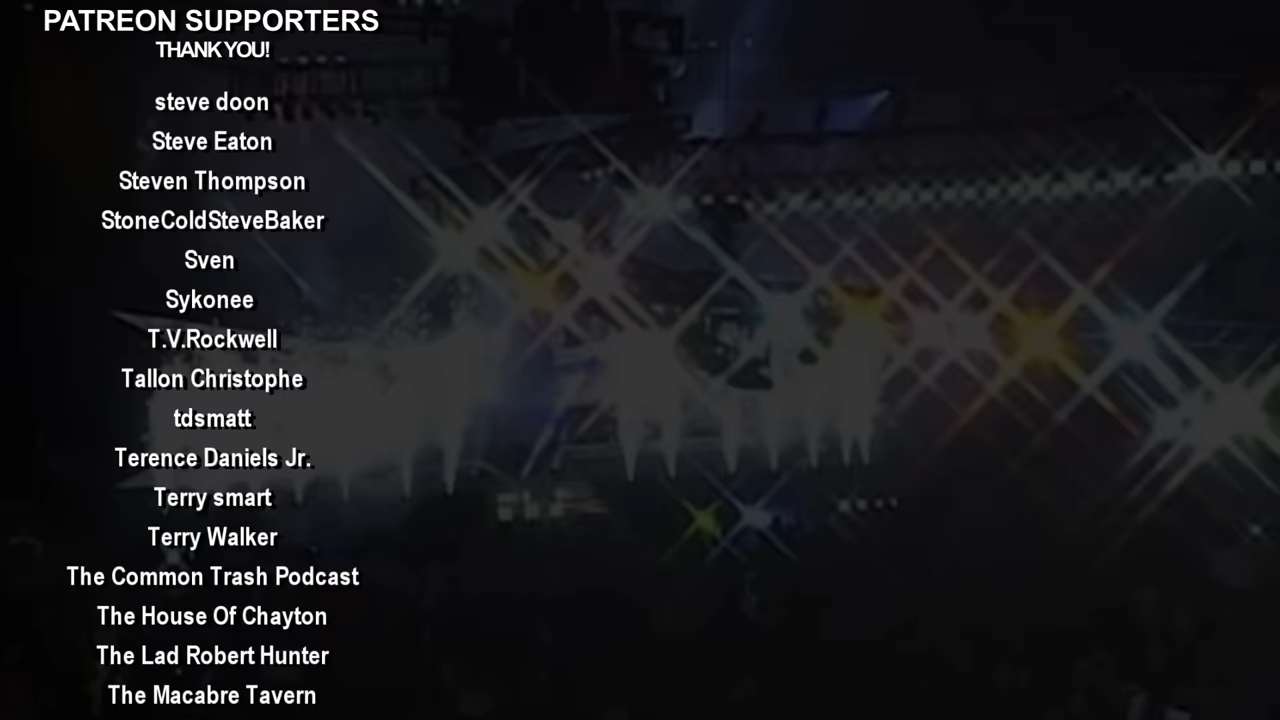 PATREON SUPPORTERS
THANK YOU!
steve doon
Steve Eaton
Steven Thompson
StoneColdSteveBaker
Sven
Sykonee
T.V.Rockwell
Tallon Christophe
tdsmatt
Terence Daniels Jr.
Terry smart
Terry Walker
The Common Trash Podcast
The House Of Chayton
The Lad Robert Hunter
The Macabre Tavern